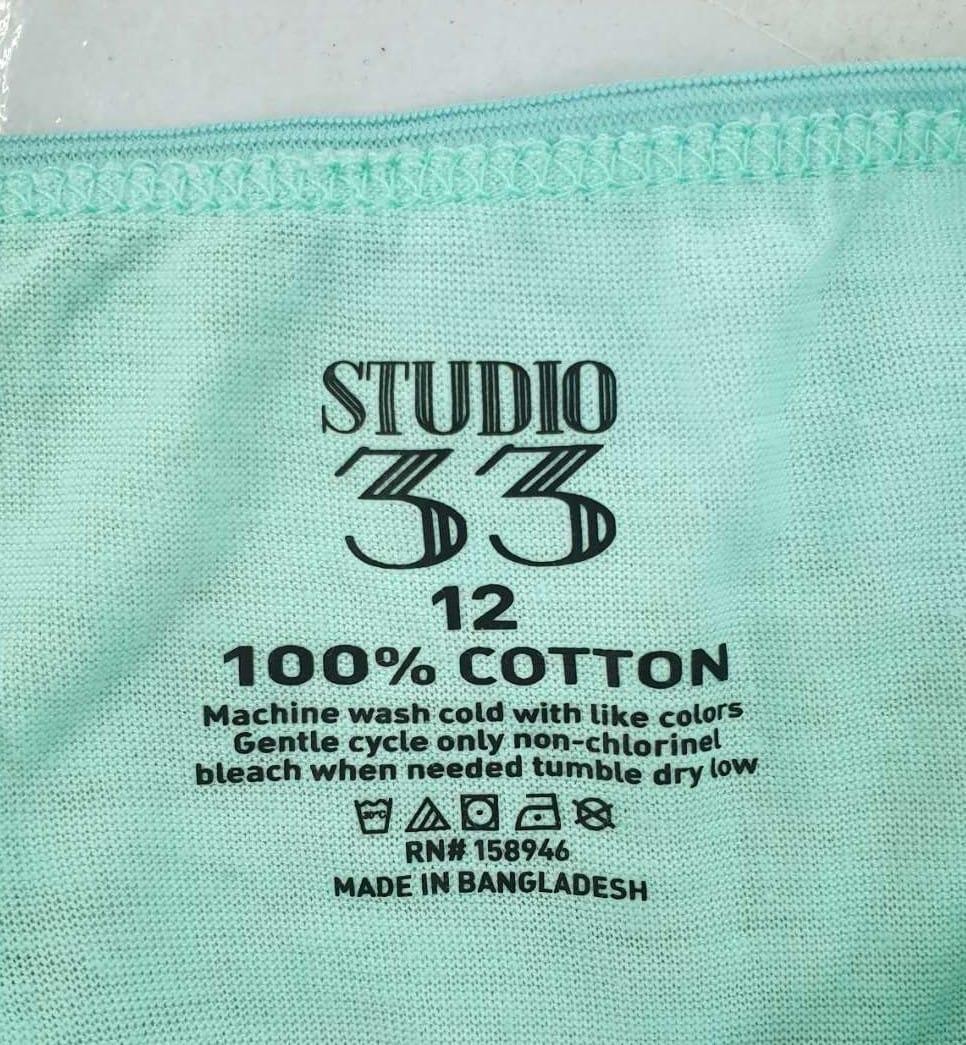 STUDIO
33
12
100% COTTON
Machine wash cold with like colors
Gentle cycle only non-chlorinel
bleach when needed tumble dry low
30°C
RN# 158946
MADE IN BANGLADESH